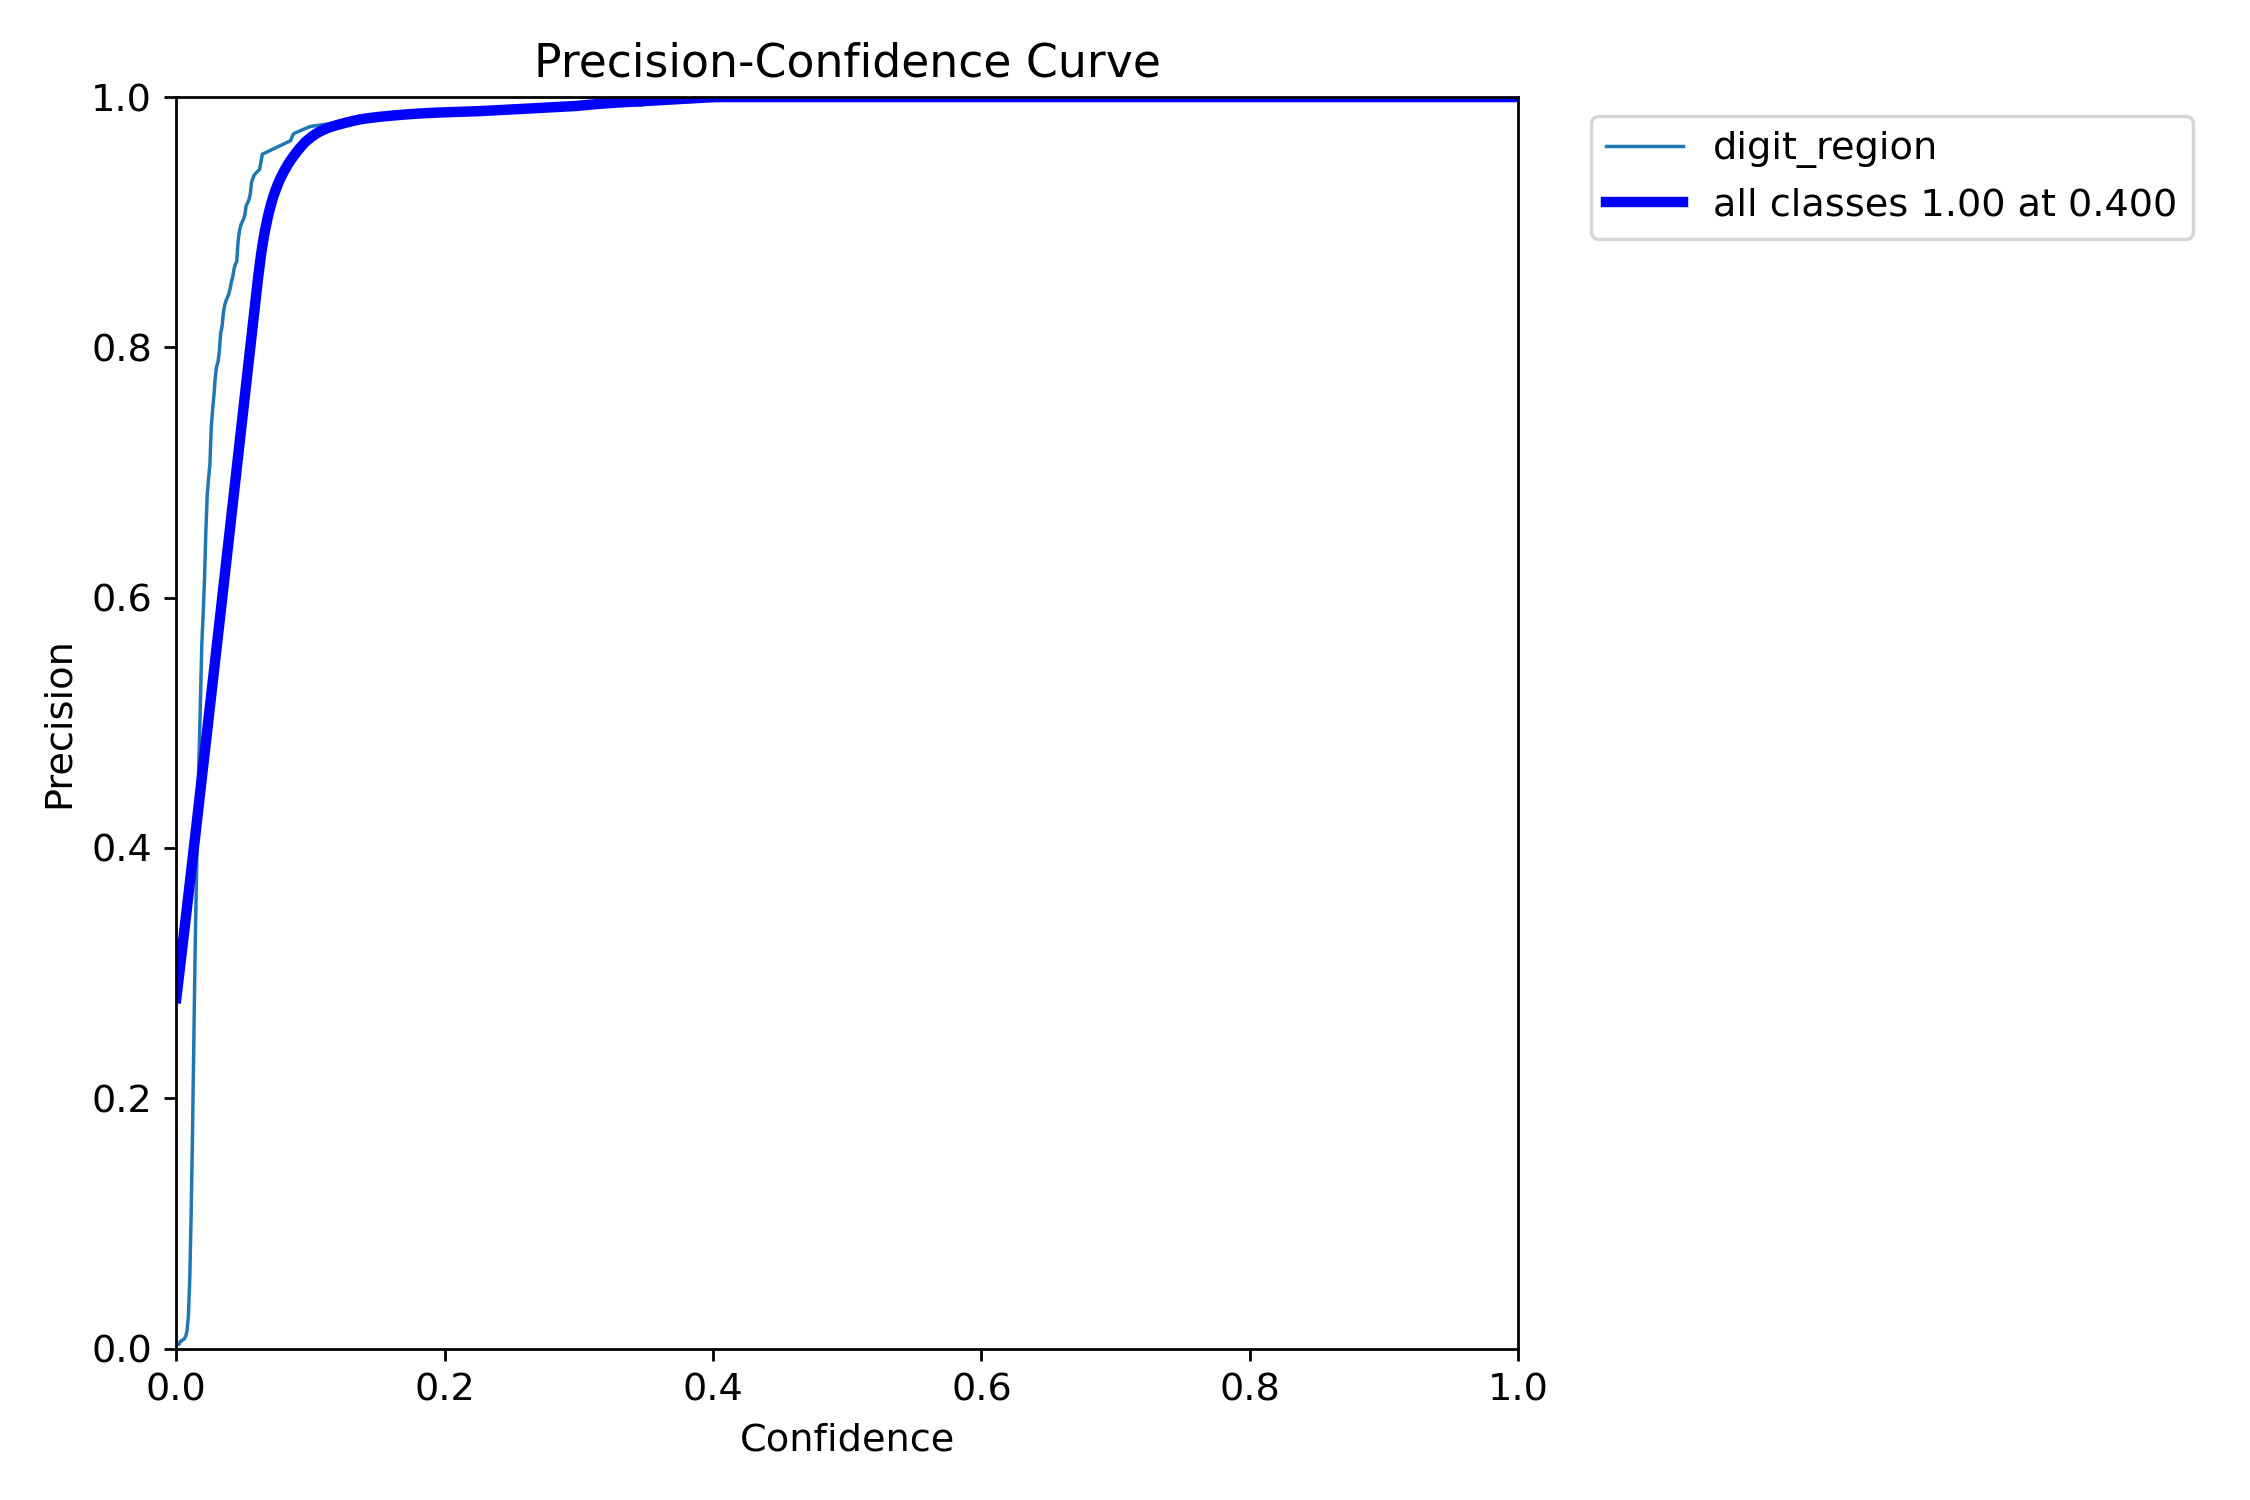 Precision-Confidence Curve
1.0
0.8
0.6
0.4
0.2
0.0
Precision
0.0 0.2 0.4 0.6 0.8 1.0
Confidence
digit_region
all classes 1.00 at 0.400